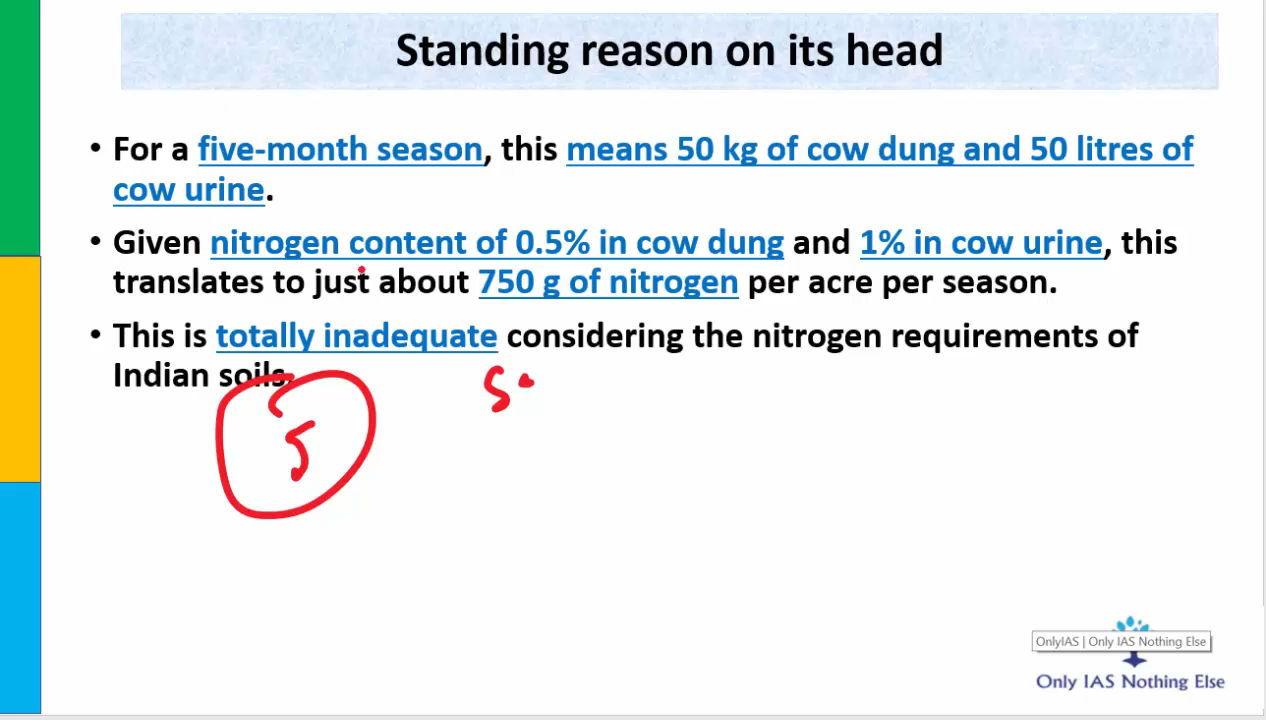 Standing reason on its head
• For a five-month season, this means 50 kg of cow dung and 50 litres of
cow urine.
• Given nitrogen content of 0.5% in cow dung and 1% in cow urine, this
translates to just about 750 g of nitrogen per acre per season.
• This is totally inadequate considering the nitrogen requirements of
Indian soils.
5
OnlyIAS | Only IAS Nothing Else
Only IAS Nothing Else